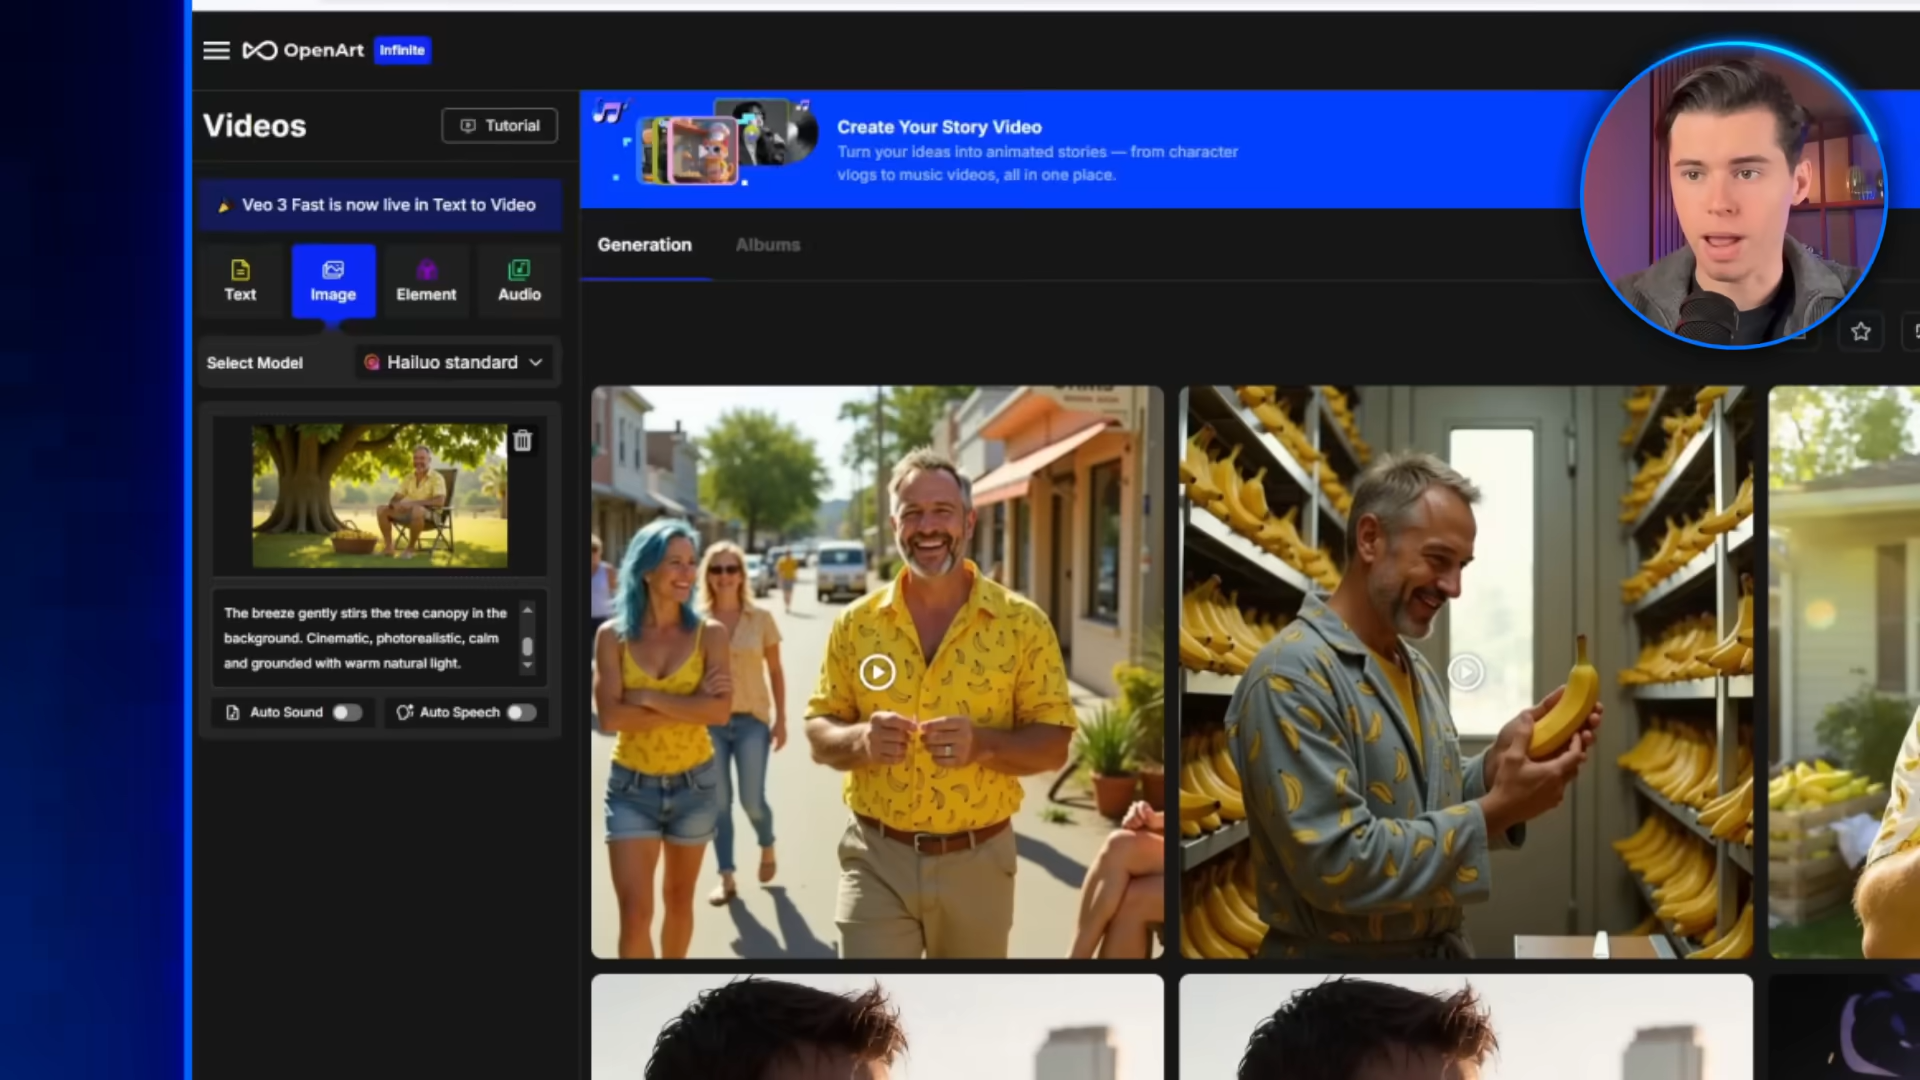 OpenArt Infinite
Videos
Tutorial
Veo 3 Fast is now live in Text to Video
Text
Image
Element
Audio
Select Model
Hailuo standard
The breeze gently stirs the tree canopy in the
background. Cinematic, photorealistic, calm
and grounded with warm natural light.
Auto Sound
Auto Speech
Create Your Story Video
Turn your ideas into animated stories — from character
vlogs to music videos, all in one place.
Generation
Albums